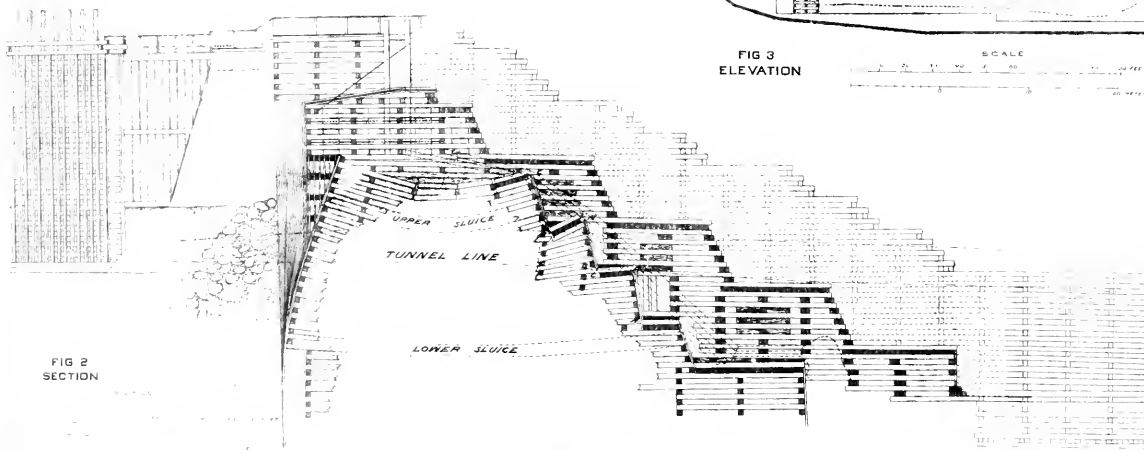 FIG 3
ELEVATION
SCALE
UPPER SLUICE
TUNNEL LINE
LOWER SLUICE
FIG 2
SECTION